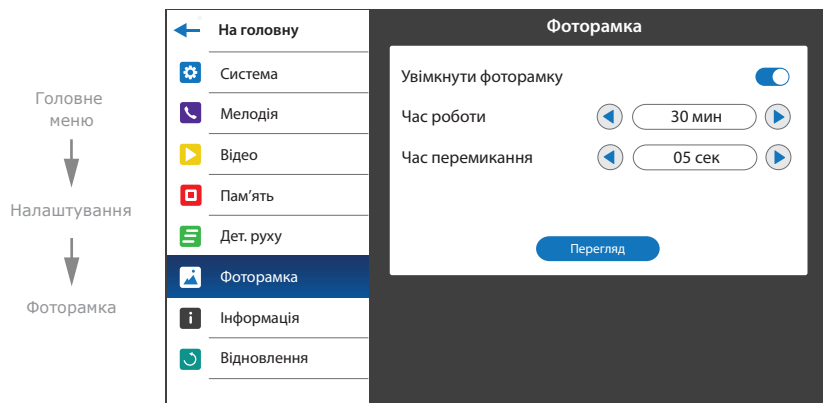 Головне
меню
Налаштування
Фоторамка
На головну
Система
Мелодія
Відео
Пам’ять
Дет. руху
Фоторамка
Інформація
Відновлення
Фоторамка
Увімкнути фоторамку
Час роботи
30 мин
Час перемикання
05 сек
Перегляд